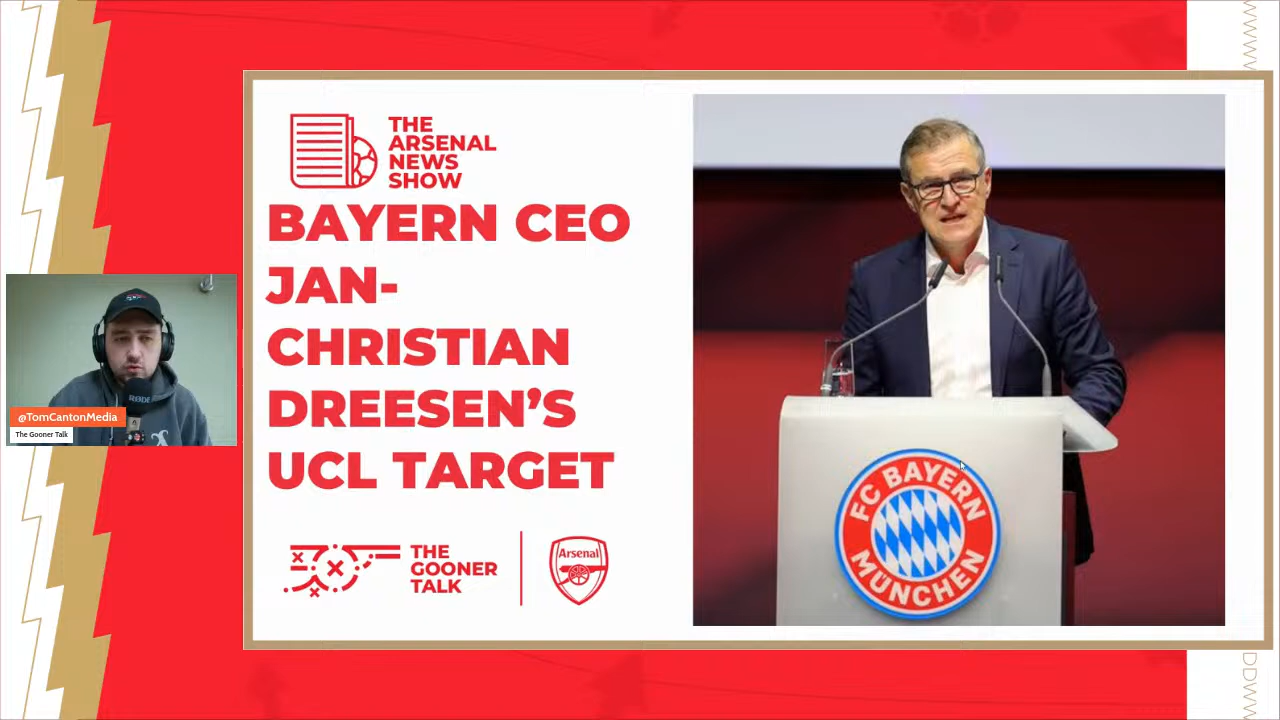 THE
ARSENAL
NEWS
SHOW
BAYERN CEO
JAN-
CHRISTIAN
DREESEN’S
UCL TARGET
@TomCantonMedia
The Gooner Talk
RØDE
THE
GOONER
TALK
Arsenal
FC BAYERN
MÜNCHEN